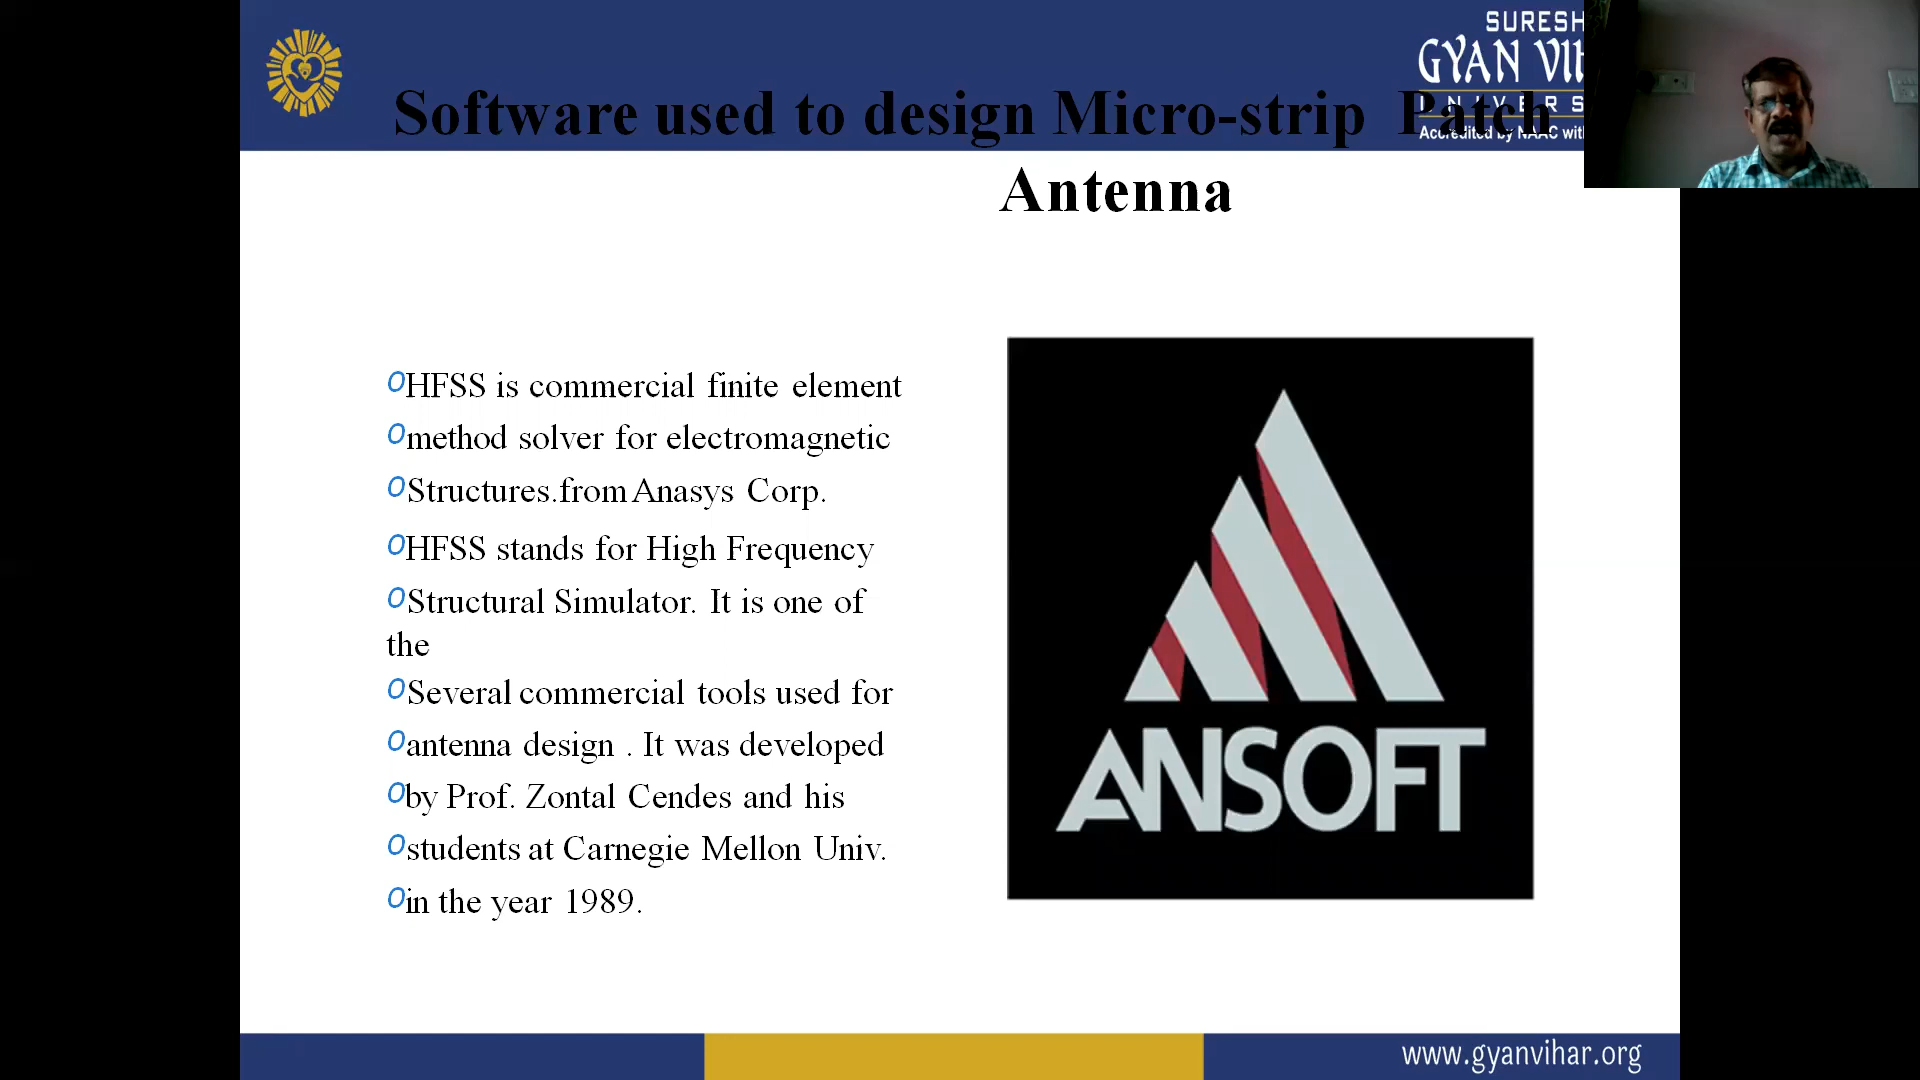 SURESH
GYAN VIH
UNIVERS
Accredited by NAAC with
Software used to design Micro-strip Patch
Antenna
OHFSS is commercial finite element
Omethod solver for electromagnetic
OStructures.from Anasys Corp.
OHFSS stands for High Frequency
OStructural Simulator. It is one of
the
OSeveral commercial tools used for
Oantenna design . It was developed
Oby Prof. Zontal Cendes and his
Ostudents at Carnegie Mellon Univ.
Oin the year 1989.
ANSOFT
www.gyanvihar.org